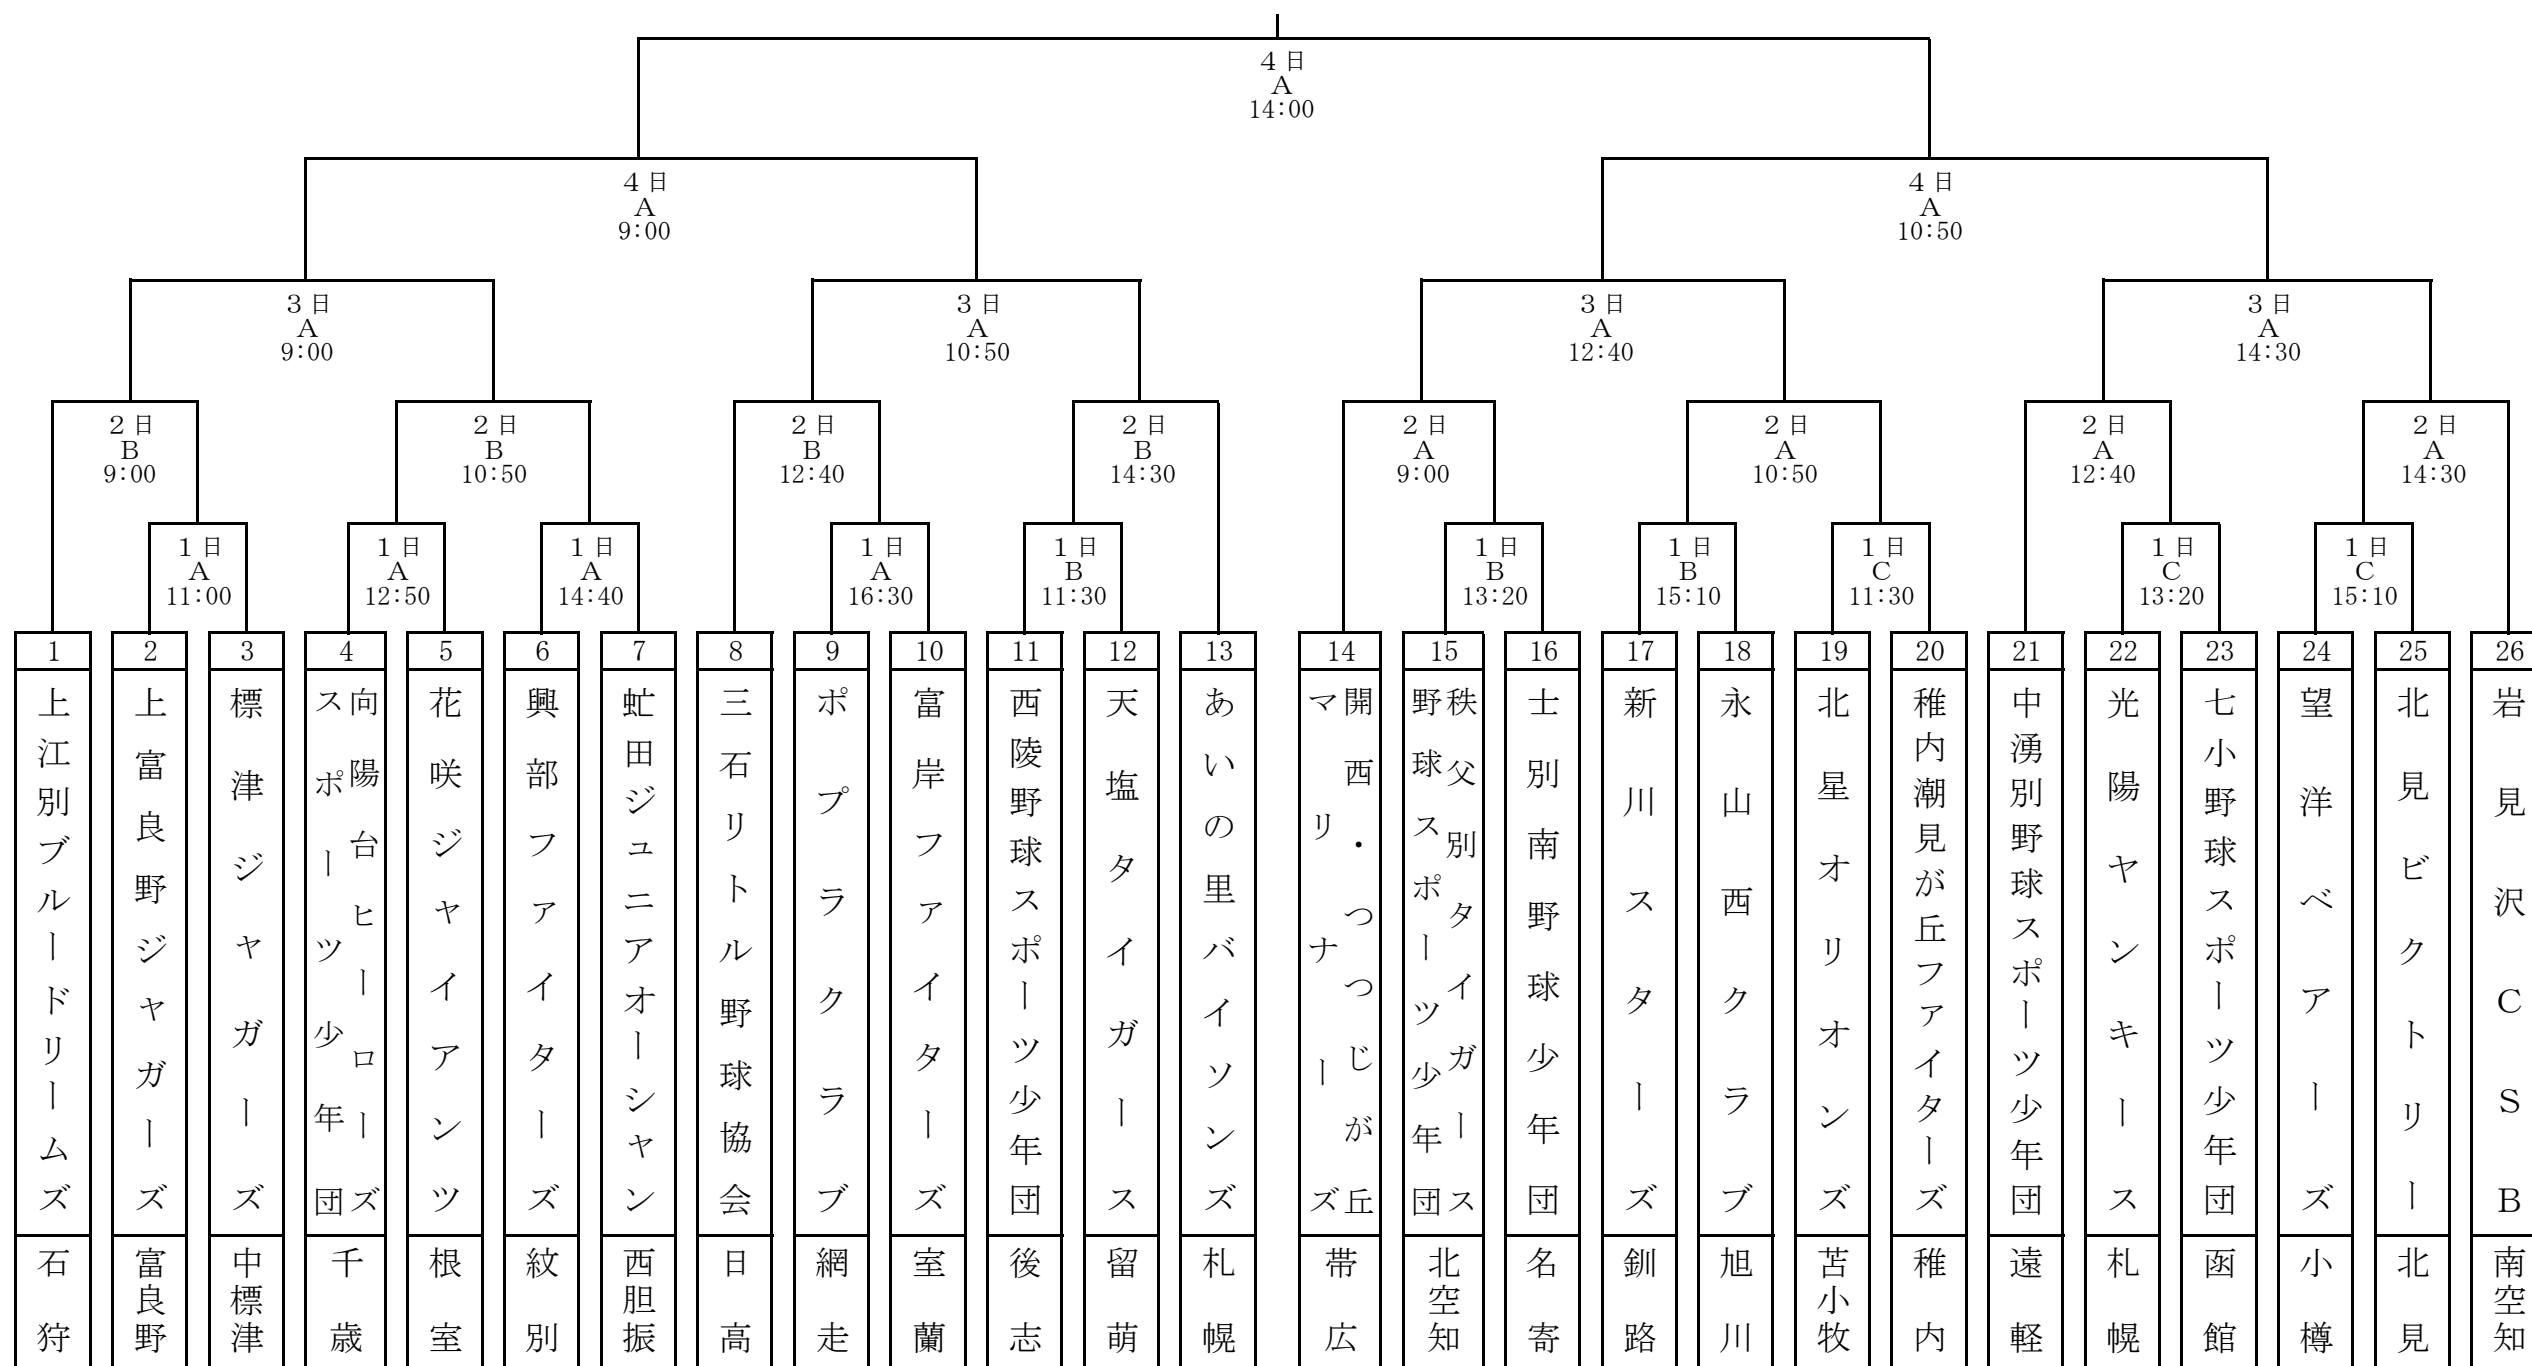 ４日
A
14:00
４日
A
9:00
４日
A
10:50
３日
A
9:00
３日
A
10:50
３日
A
12:40
３日
A
14:30
２日
B
9:00
２日
B
10:50
２日
B
12:40
２日
B
14:30
２日
A
9:00
２日
A
10:50
２日
A
12:40
２日
A
14:30
１日
A
11:00
１日
A
12:50
１日
A
14:40
１日
A
16:30
１日
B
11:30
１日
B
13:20
１日
B
15:10
１日
C
11:30
１日
C
13:20
１日
C
15:10
1
上江別ブルードリームズ
石狩
2
上富良野ジャガーズ
富良野
3
標津ジャガーズ
中標津
4
向陽台ヒーローズ
スポーツ少年団
千歳
5
花咲ジャイアンツ
根室
6
興部ファイターズ
紋別
7
虻田ジュニアオーシャン
西胆振
8
三石リトル野球協会
日高
9
ポプラクラブ
網走
10
富岸ファイターズ
室蘭
11
西陵野球スポーツ少年団
後志
12
天塩タイガース
留萌
13
あいの里バイソンズ
札幌
14
開西・つつじが丘
マリナーズ
帯広
15
秩父別タイガース
野球スポーツ少年団
北空知
16
士別南野球少年団
名寄
17
新川スターズ
釧路
18
永山西クラブ
旭川
19
北星オリオンズ
苫小牧
20
稚内潮見が丘ファイターズ
稚内
21
中湧別野球スポーツ少年団
遠軽
22
光陽ヤンキース
札幌
23
七小野球スポーツ少年団
函館
24
望洋ベアーズ
小樽
25
北見ビクトリー
北見
26
岩見沢ＣＳＢ
南空知